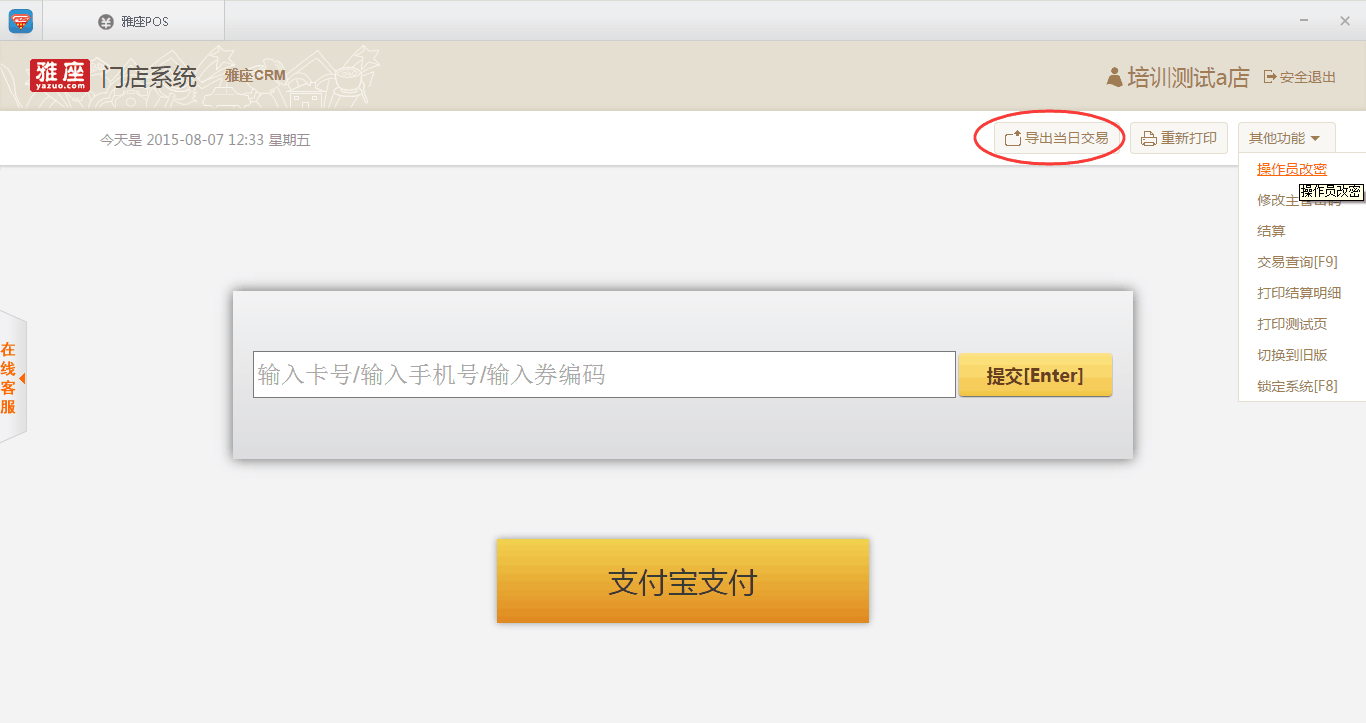 雅座POS
雅座
yazuo.com
门店系统
雅座CRM
培训测试a店
安全退出
今天是 2015-08-07 12:33 星期五
导出当日交易
重新打印
其他功能
操作员改密
操作员改密
修改主管密码
结算
交易查询[F9]
打印结算明细
打印测试页
切换到旧版
锁定系统[F8]
在线客服
输入卡号/输入手机号/输入券编码
提交[Enter]
支付宝支付